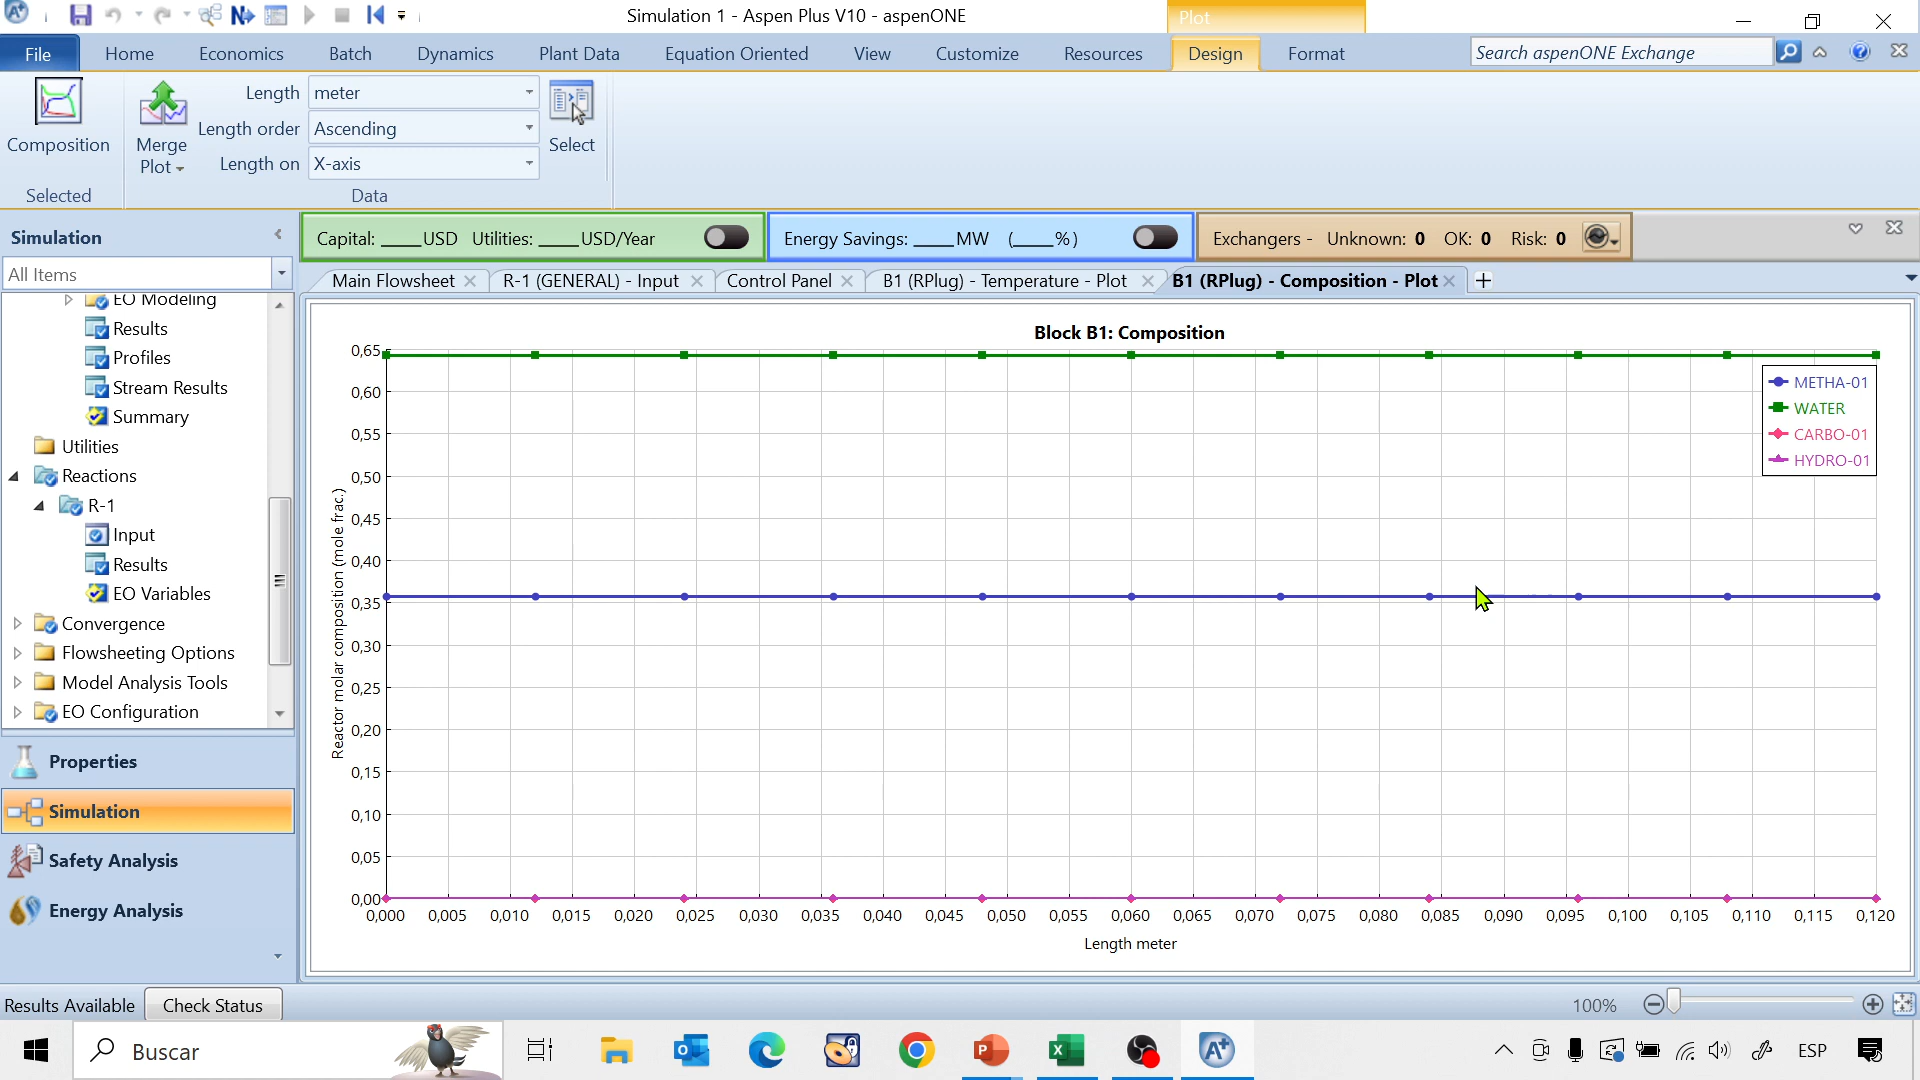 Simulation 1 - Aspen Plus V10 - aspenONE
Plot
File Home Economics Batch Dynamics Plant Data Equation Oriented View Customize Resources Design Format Search aspenONE Exchange
Composition
Selected
Merge
Plot
Length meter
Length order Ascending
Length on X-axis
Select
Data
Simulation
All Items
Capital: ____USD Utilities: ____USD/Year
Energy Savings: ____MW (____%)
Exchangers - Unknown: 0 OK: 0 Risk: 0
Main Flowsheet R-1 (GENERAL) - Input Control Panel B1 (RPlug) - Temperature - Plot B1 (RPlug) - Composition - Plot
EO Modeling
Results
Profiles
Stream Results
Summary
Utilities
Reactions
R-1
Input
Results
EO Variables
Convergence
Flowsheeting Options
Model Analysis Tools
EO Configuration
Properties
Simulation
Safety Analysis
Energy Analysis
Block B1: Composition
Reactor molar composition (mole frac.)
0,65
0,60
0,55
0,50
0,45
0,40
0,35
0,30
0,25
0,20
0,15
0,10
0,05
0,00
METHA-01
WATER
CARBO-01
HYDRO-01
0,000 0,005 0,010 0,015 0,020 0,025 0,030 0,035 0,040 0,045 0,050 0,055 0,060 0,065 0,070 0,075 0,080 0,085 0,090 0,095 0,100 0,105 0,110 0,115 0,120
Length meter
Results Available Check Status
100%
Buscar
ESP